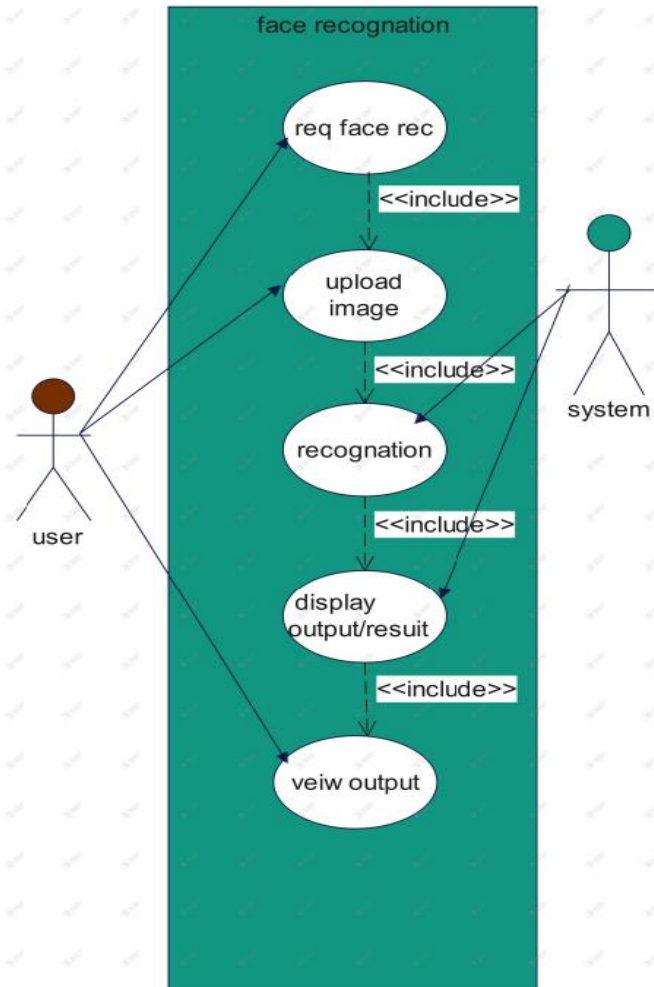 face recognation
req face rec
<<include>>
upload
image
<<include>>
system
recognation
<<include>>
user
display
output/resuit
<<include>>
veiw output